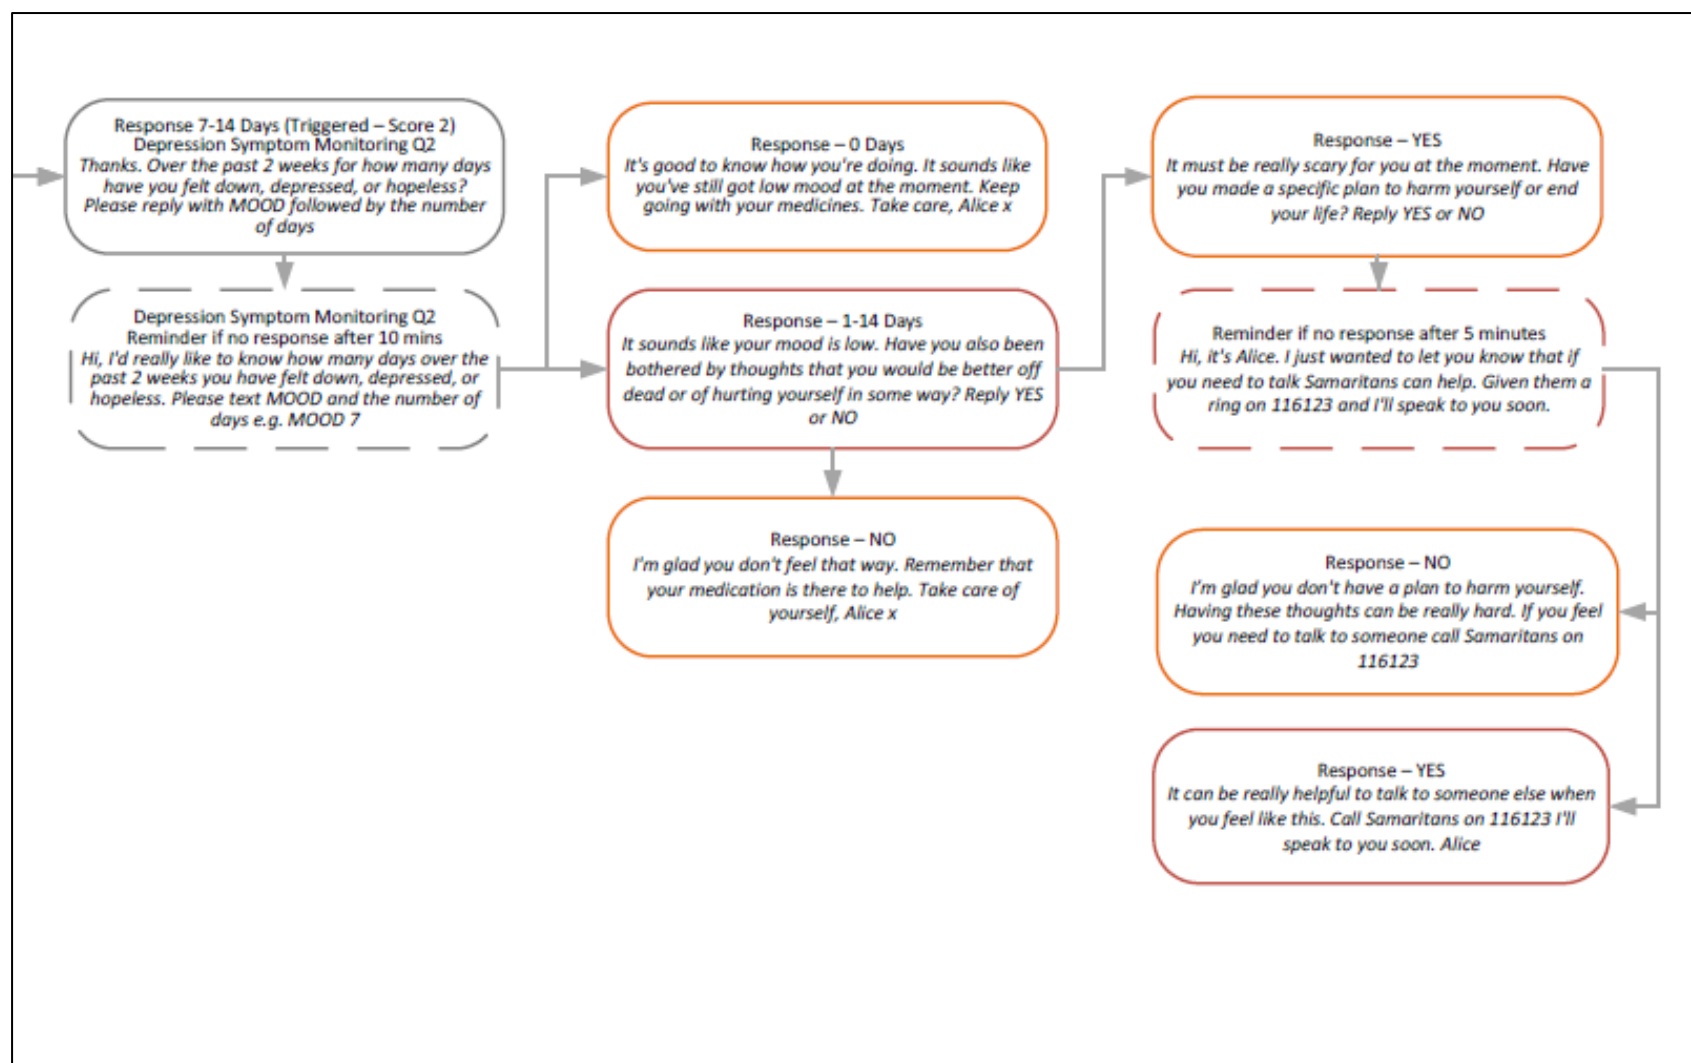 Response 7-14 Days (Triggered – Score 2)
Depression Symptom Monitoring Q2
Thanks. Over the past 2 weeks for how many days
have you felt down, depressed, or hopeless?
Please reply with MOOD followed by the number
of days
Depression Symptom Monitoring Q2
Reminder if no response after 10 mins
Hi, I'd really like to know how many days over the
past 2 weeks you have felt down, depressed, or
hopeless. Please text MOOD and the number of
days e.g. MOOD 7
Response – 0 Days
It's good to know how you're doing. It sounds like
you've still got low mood at the moment. Keep
going with your medicines. Take care, Alice x
Response – 1-14 Days
It sounds like your mood is low. Have you also been
bothered by thoughts that you would be better off
dead or of hurting yourself in some way? Reply YES
or NO
Response – NO
I'm glad you don't feel that way. Remember that
your medication is there to help. Take care of
yourself, Alice x
Response – YES
It must be really scary for you at the moment. Have
you made a specific plan to harm yourself or end
your life? Reply YES or NO
Reminder if no response after 5 minutes
Hi, it's Alice. I just wanted to let you know that if
you need to talk Samaritans can help. Given them a
ring on 116123 and I'll speak to you soon.
Response – NO
I'm glad you don't have a plan to harm yourself.
Having these thoughts can be really hard. If you feel
you need to talk to someone call Samaritans on
116123
Response – YES
It can be really helpful to talk to someone else when
you feel like this. Call Samaritans on 116123 I'll
speak to you soon. Alice